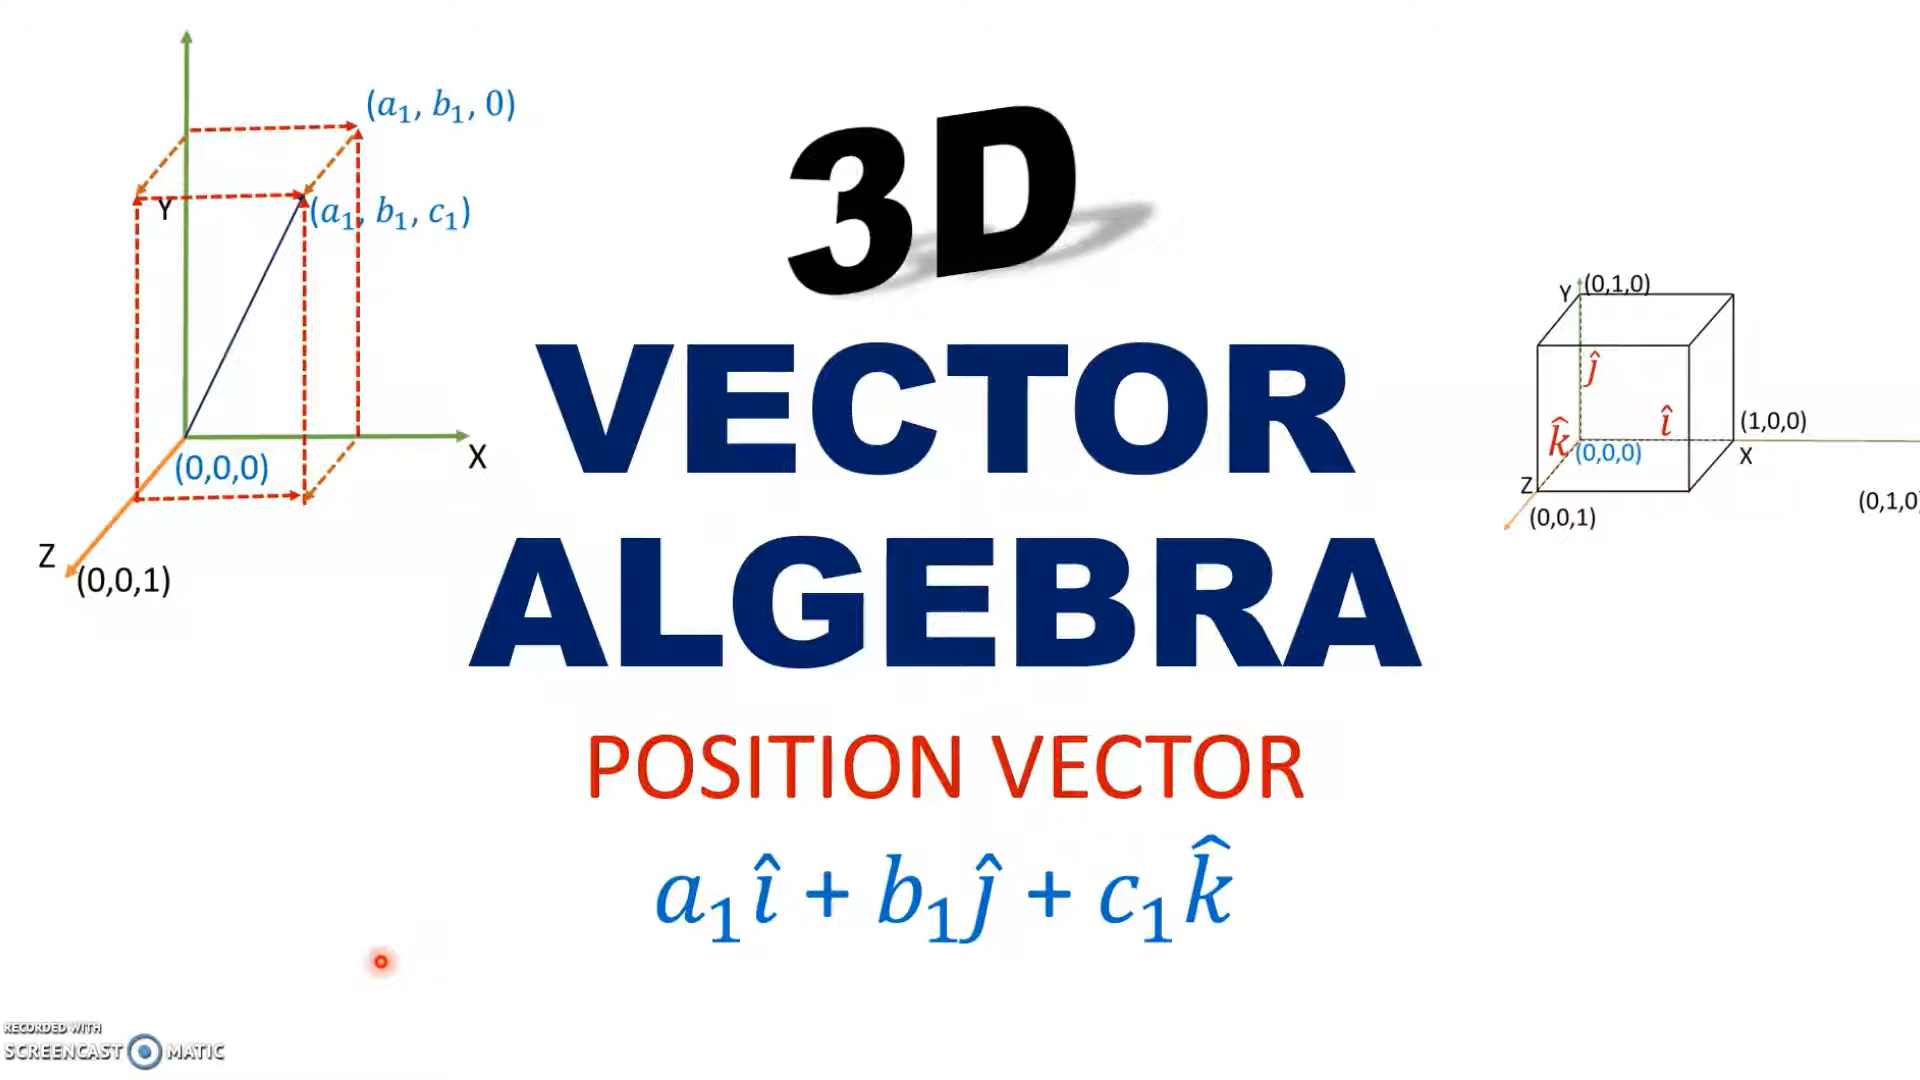 (a₁, b₁, 0)
Y
(a₁, b₁, c₁)
X
(0,0,0)
Z
(0,0,1)
3D
VECTOR
ALGEBRA
POSITION VECTOR
a₁î + b₁ĵ + c₁k̂
Y
(0,1,0)
ĵ
î
k̂
(0,0,0)
(1,0,0)
X
Z
(0,0,1)
(0,1,0
RECORDED WITH
SCREENCAST MATIC